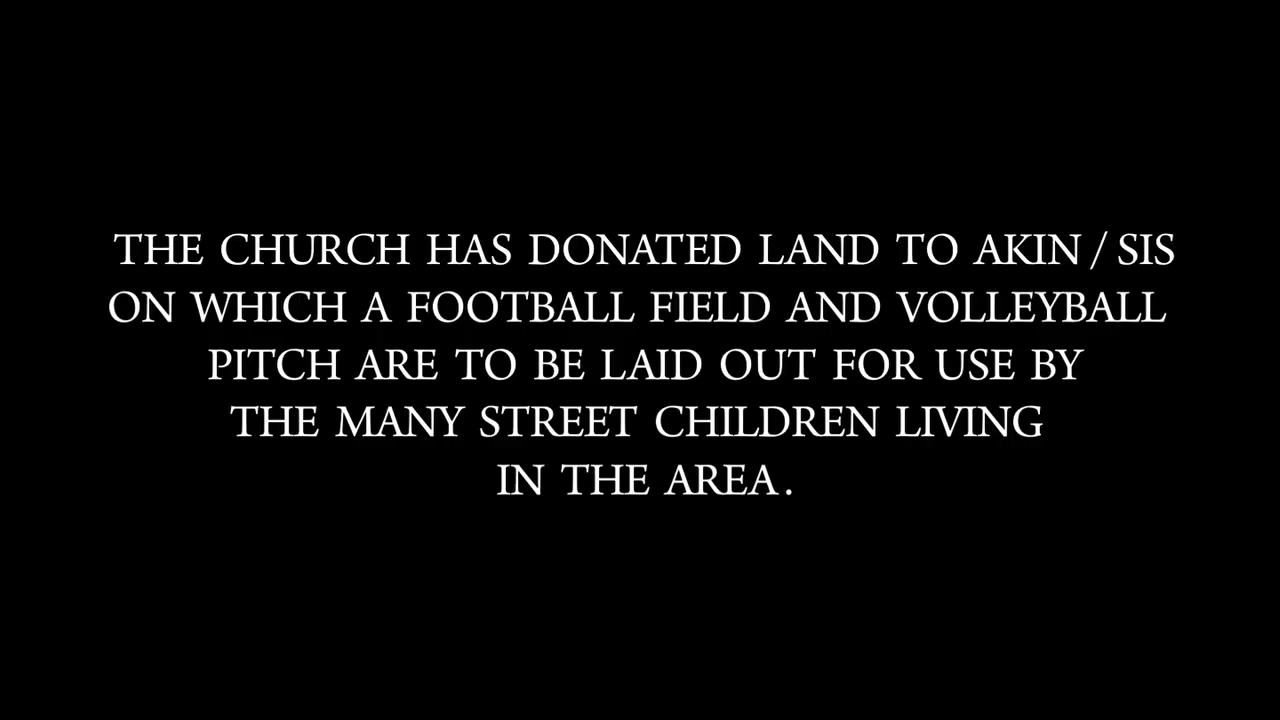 THE CHURCH HAS DONATED LAND TO AKIN / SIS
ON WHICH A FOOTBALL FIELD AND VOLLEYBALL
PITCH ARE TO BE LAID OUT FOR USE BY
THE MANY STREET CHILDREN LIVING
IN THE AREA.